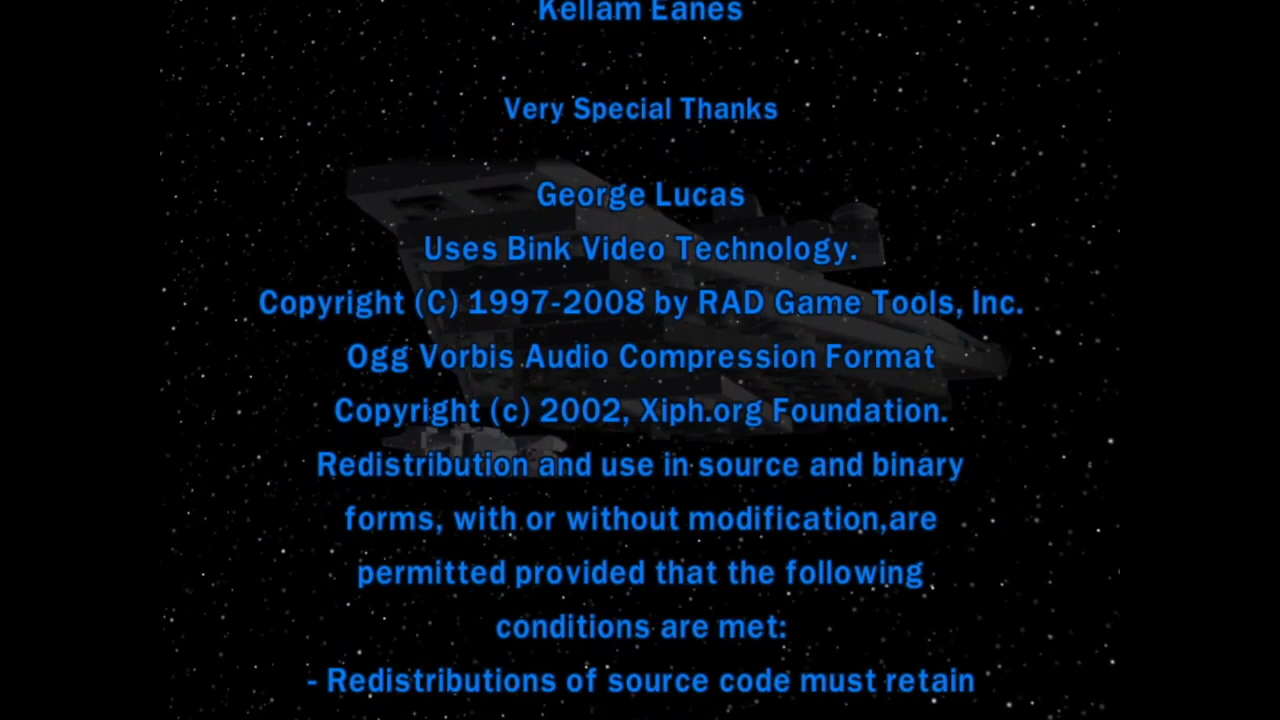 Kellam Eanes
Very Special Thanks
George Lucas
Uses Bink Video Technology.
Copyright (C) 1997-2008 by RAD Game Tools, Inc.
Ogg Vorbis Audio Compression Format
Copyright (c) 2002, Xiph.org Foundation.
Redistribution and use in source and binary
forms, with or without modification,are
permitted provided that the following
conditions are met:
- Redistributions of source code must retain